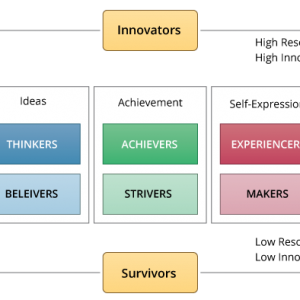 Innovators
High Reso
High Inno
Ideas
Achievement
Self-Expression
THINKERS
ACHIEVERS
EXPERIENCER
BELEIVERS
STRIVERS
MAKERS
Low Reso
Low Inno
Survivors